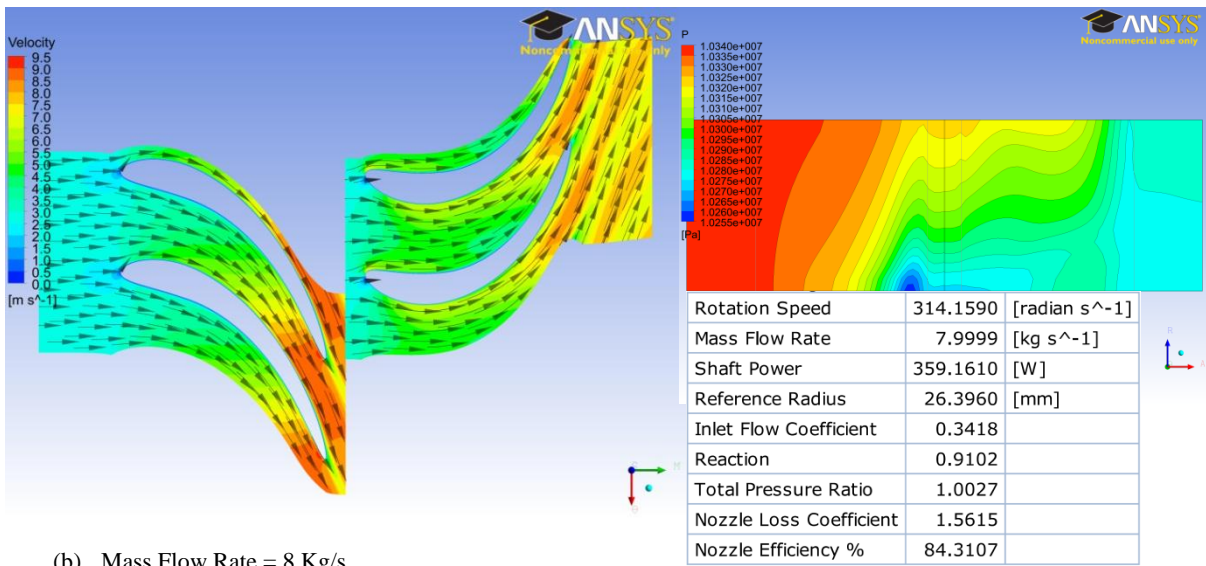 ANSYS
Noncommercial use only
Velocity
9.5
9.0
8.5
8.0
7.5
7.0
6.5
6.0
5.5
5.0
4.5
4.0
3.5
3.0
2.5
2.0
1.5
1.0
0.5
0.0
[m s^-1]
ANSYS
Noncommercial use only
P
1.0340e+007
1.0335e+007
1.0330e+007
1.0325e+007
1.0320e+007
1.0315e+007
1.0310e+007
1.0305e+007
1.0300e+007
1.0295e+007
1.0290e+007
1.0285e+007
1.0280e+007
1.0275e+007
1.0270e+007
1.0265e+007
1.0260e+007
1.0255e+007
[Pa]
Rotation Speed 314.1590 [radian s^-1]
Mass Flow Rate 7.9999 [kg s^-1]
Shaft Power 359.1610 [W]
Reference Radius 26.3960 [mm]
Inlet Flow Coefficient 0.3418
Reaction 0.9102
Total Pressure Ratio 1.0027
Nozzle Loss Coefficient 1.5615
Nozzle Efficiency % 84.3107
R
A
M
(b) Mass Flow Rate = 8 Kg/s